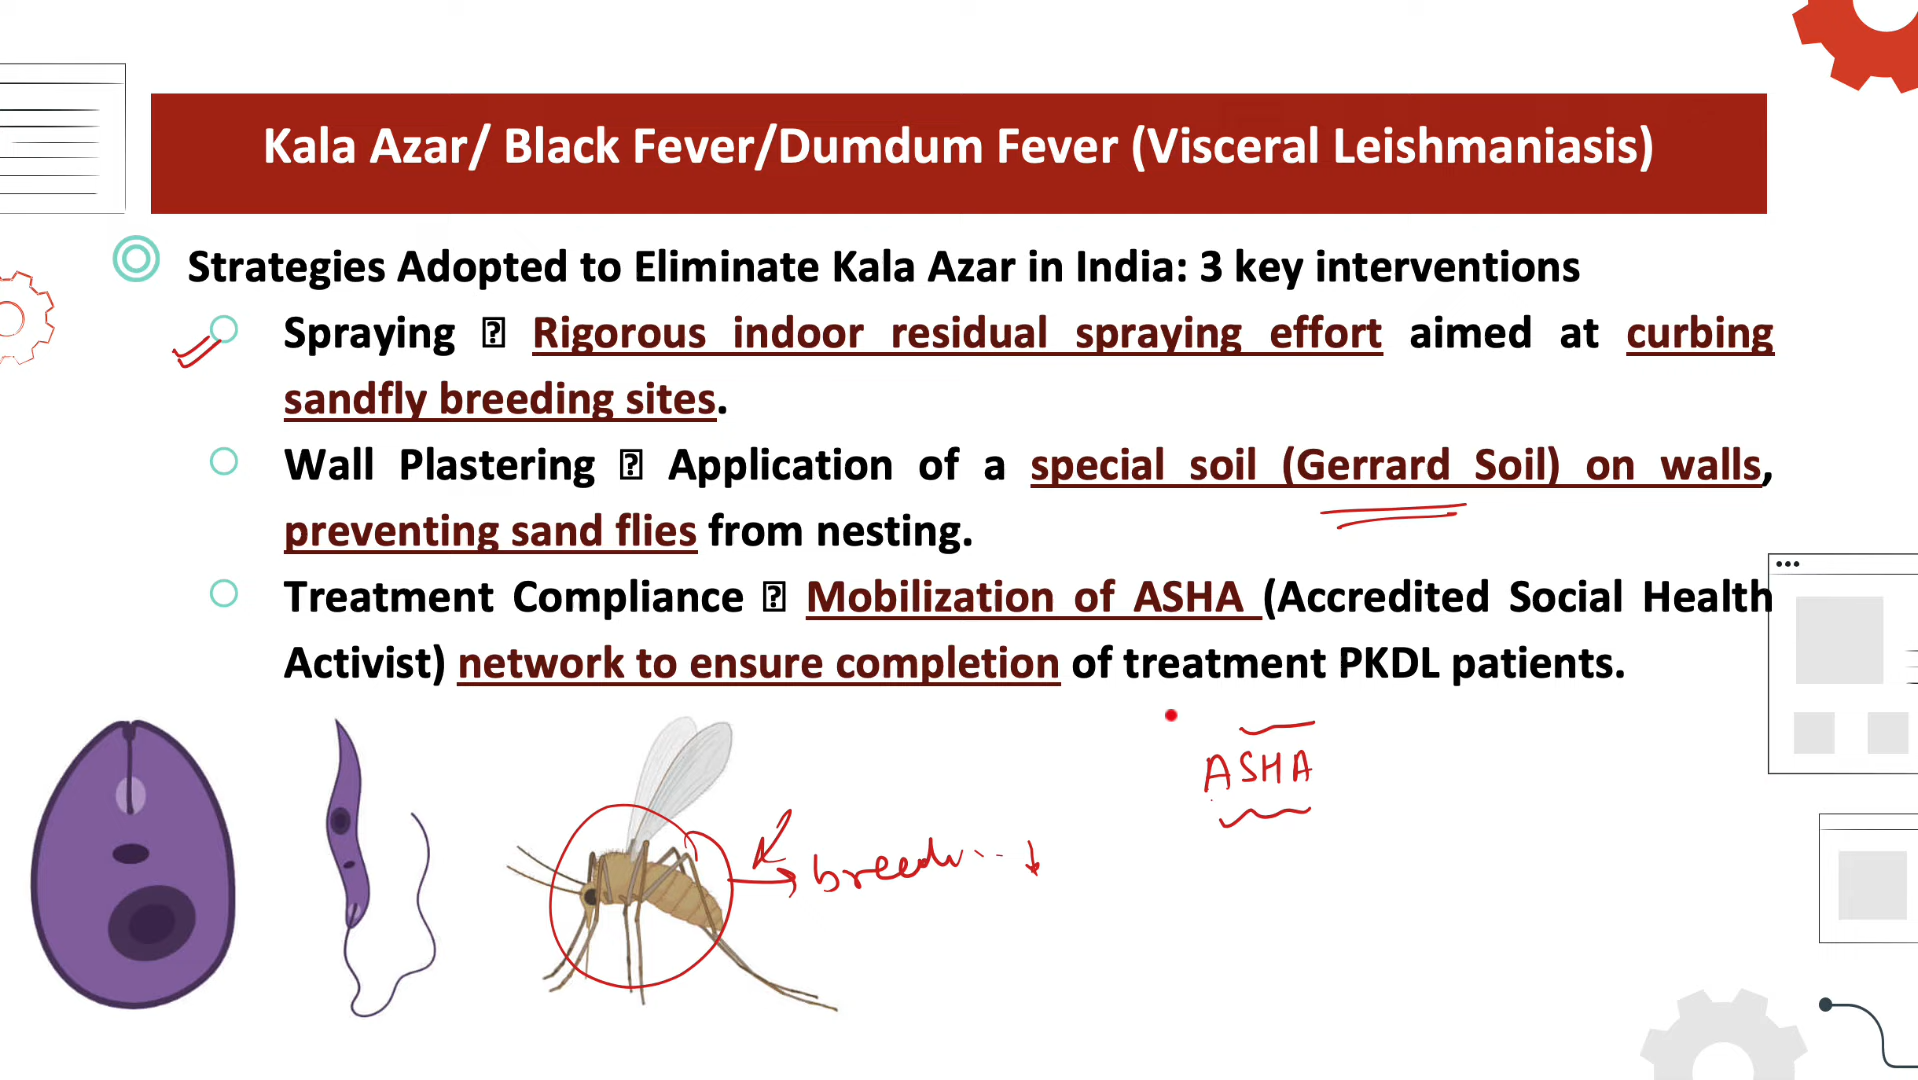 Kala Azar/ Black Fever/Dumdum Fever (Visceral Leishmaniasis)
Strategies Adopted to Eliminate Kala Azar in India: 3 key interventions
Spraying ⍰ Rigorous indoor residual spraying effort aimed at curbing
sandfly breeding sites.
Wall Plastering ⍰ Application of a special soil (Gerrard Soil) on walls,
preventing sand flies from nesting.
Treatment Compliance ⍰ Mobilization of ASHA (Accredited Social Health
Activist) network to ensure completion of treatment PKDL patients.
ASHA